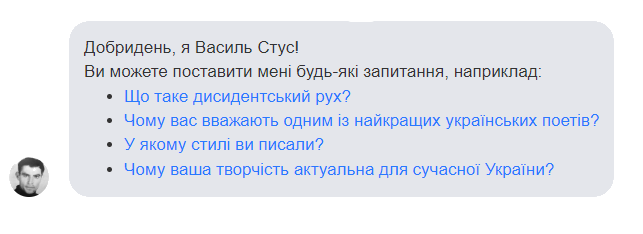 Добридень, я Василь Стус!
Ви можете поставити мені будь-які запитання, наприклад:
• Що таке дисидентський рух?
• Чому вас вважають одним із найкращих українських поетів?
• У якому стилі ви писали?
• Чому ваша творчість актуальна для сучасної України?